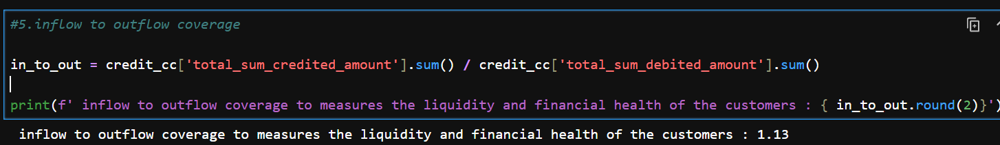 #5.inflow to outflow coverage
in_to_out = credit_cc['total_sum_credited_amount'].sum() / credit_cc['total_sum_debited_amount'].sum()
print(f' inflow to outflow coverage to measures the liquidity and financial health of the customers : { in_to_out.round(2)}')
inflow to outflow coverage to measures the liquidity and financial health of the customers : 1.13